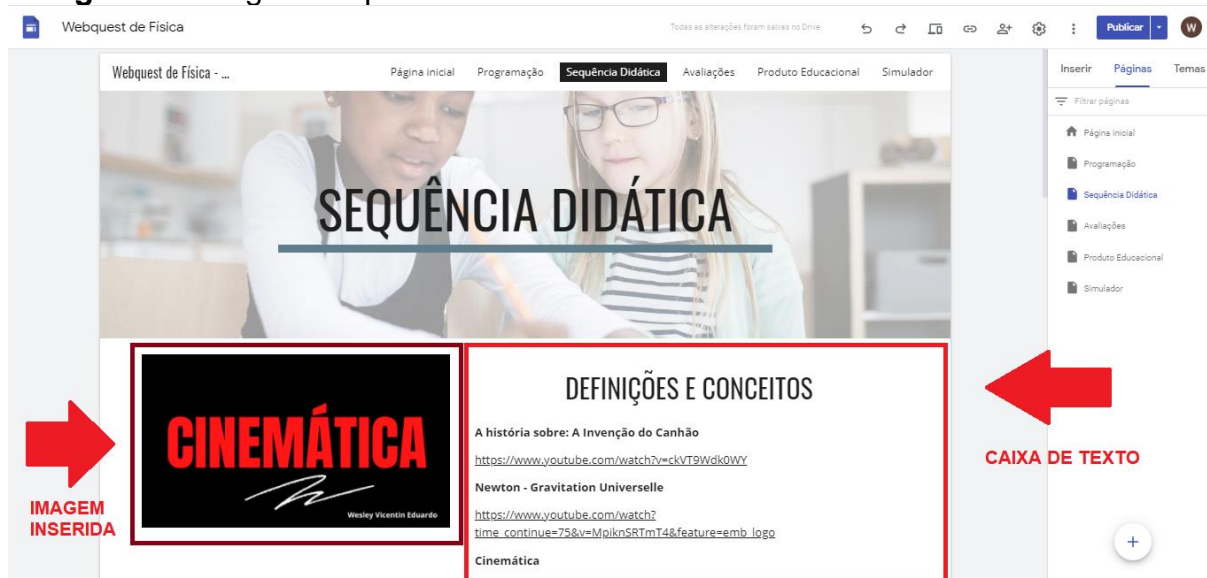 Webquest de Física
Todas as alterações foram salvas no Drive
Publicar
W
Webquest de Física - ...
Página inicial
Programação
Sequência Didática
Avaliações
Produto Educacional
Simulador
Inserir
Páginas
Temas
Filtrar páginas
Página inicial
Programação
Sequência Didática
Avaliações
Produto Educacional
Simulador
SEQUÊNCIA DIDÁTICA
CINEMÁTICA
Wesley Vicentin Eduardo
IMAGEM
INSERIDA
DEFINIÇÕES E CONCEITOS
A história sobre: A Invenção do Canhão
https://www.youtube.com/watch?v=ckVT9Wdk0WY
Newton - Gravitation Universelle
https://www.youtube.com/watch?
time_continue=75&v=MpiknSRTmT4&feature=emb_logo
Cinemática
CAIXA DE TEXTO